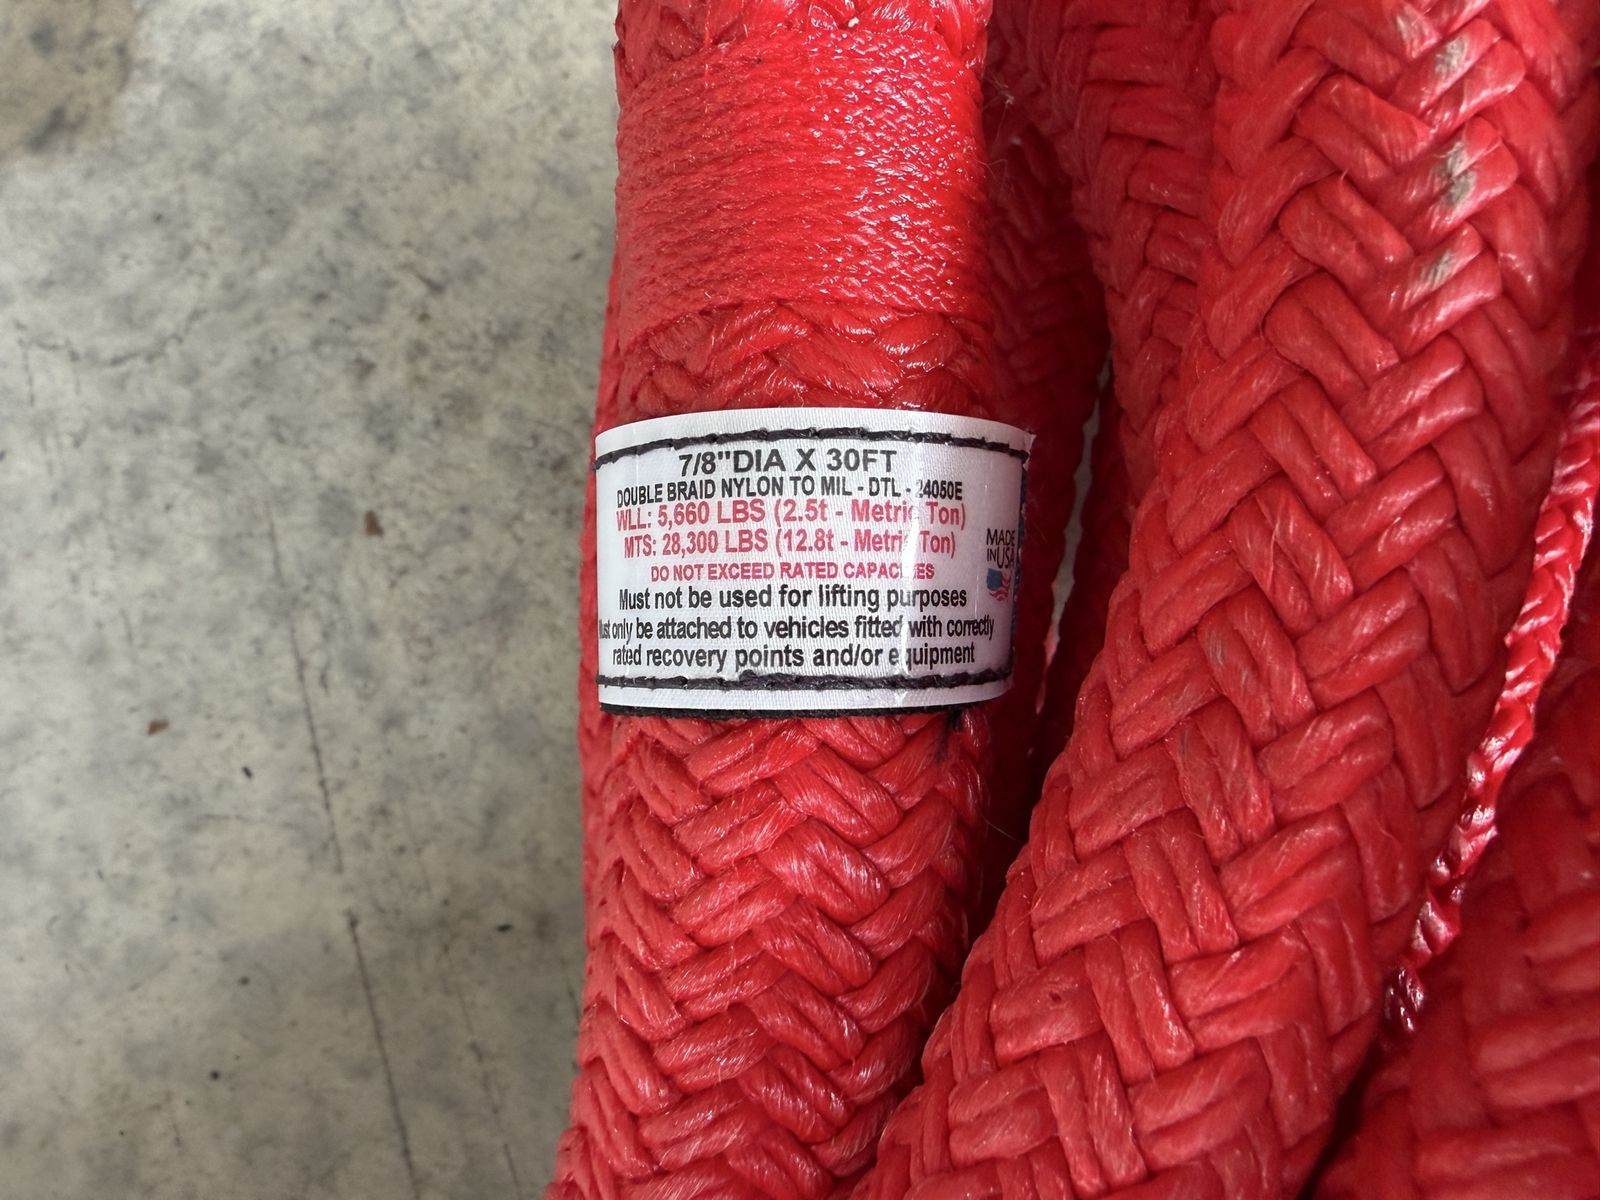 7/8"DIA X 30FT
DOUBLE BRAID NYLON TO MIL - DTL - 24050E
WLL: 5,660 LBS (2.5t - Metric Ton)
MTS: 28,300 LBS (12.8t - Metric Ton)
DO NOT EXCEED RATED CAPACITIES
Must not be used for lifting purposes
only be attached to vehicles fitted with correctly
rated recovery points and/or equipment
MADE
IN USA